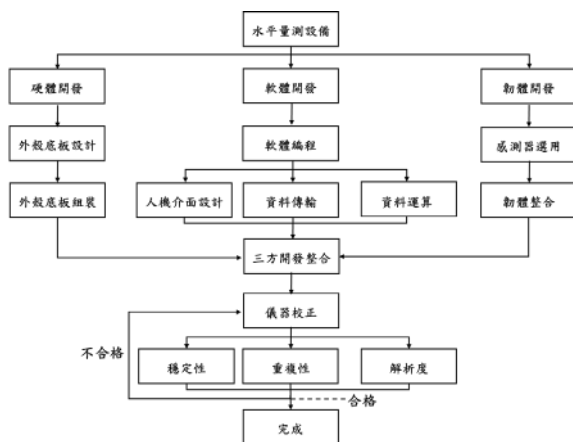 水平量測設備
硬體開發
軟體開發
韌體開發
外殼底板設計
軟體編程
感測器選用
外殼底板組裝
人機介面設計
資料傳輸
資料運算
韌體整合
三方開發整合
儀器校正
不合格
穩定性
重複性
解析度
合格
完成